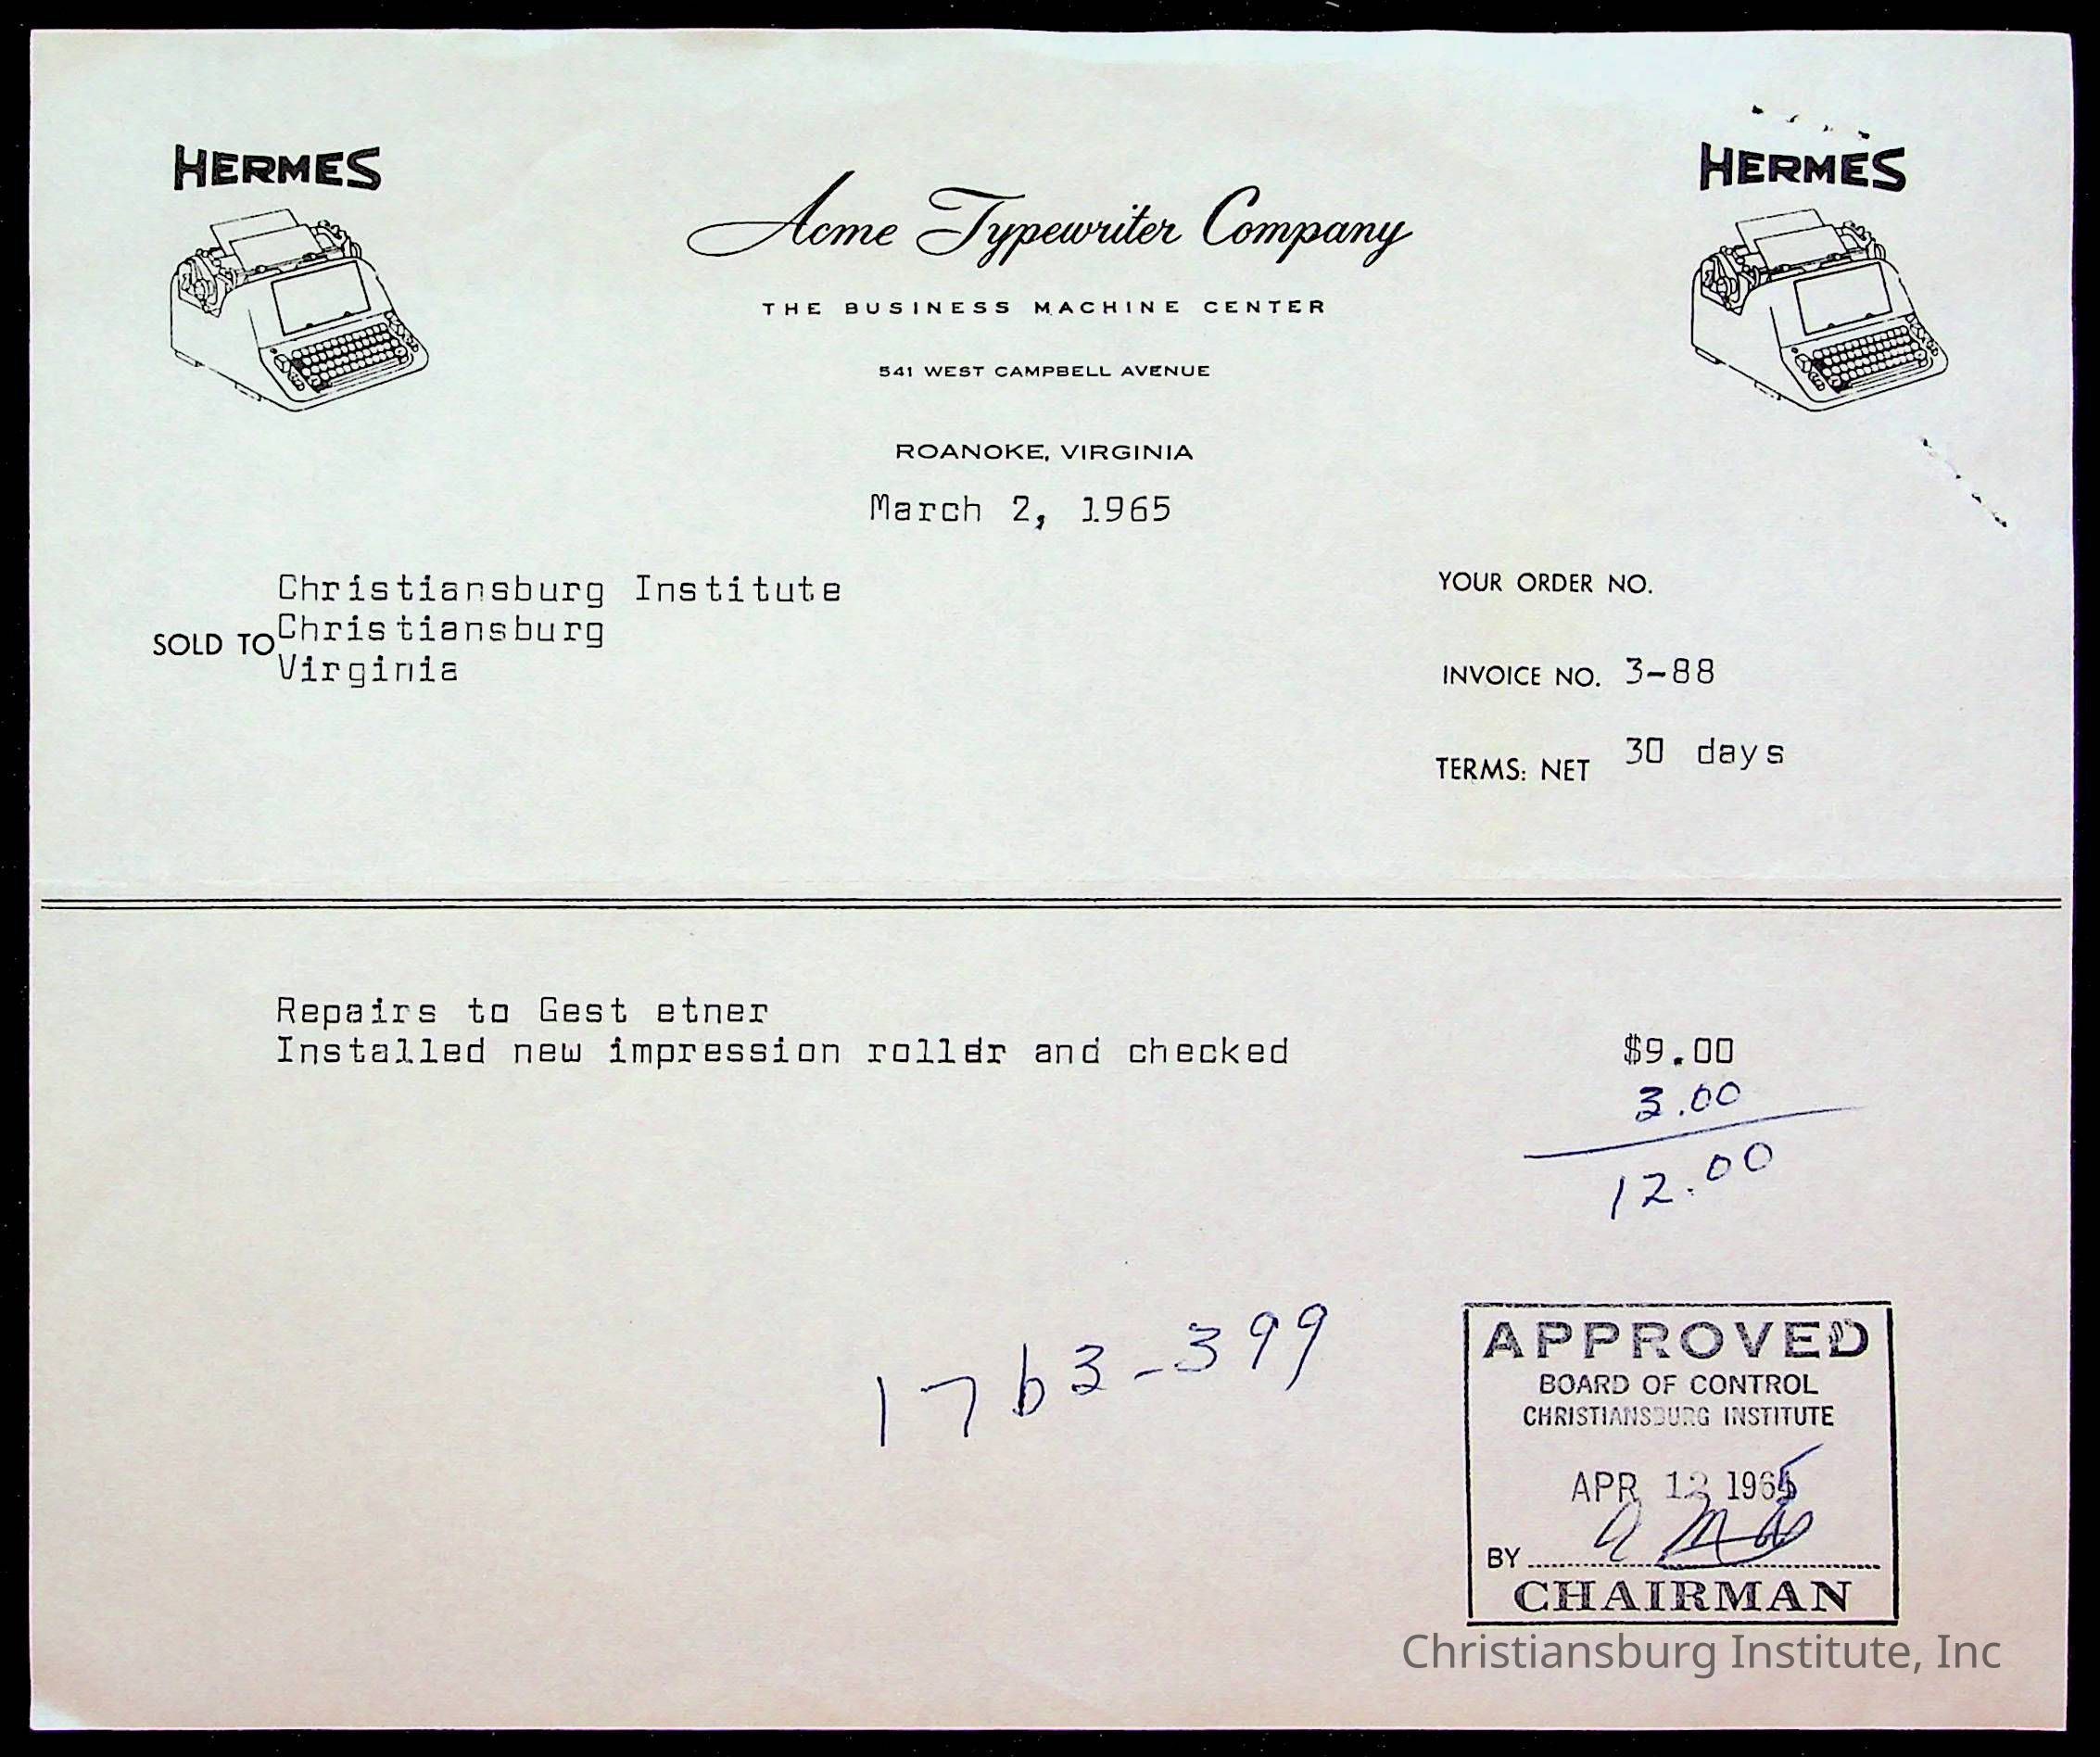 HERMES HERMES
Acme Typewriter Company
THE BUSINESS MACHINE CENTER
541 WEST CAMPBELL AVENUE
ROANOKE, VIRGINIA
March 2, 1965
Christiansburg Institute
SOLD TO Christiansburg
Virginia
YOUR ORDER NO.
INVOICE NO. 3-88
TERMS: NET 30 days
Repairs to Gest etner
Installed new impression roller and checked $9.00
3.00
12.00
1763-399
APPROVED
BOARD OF CONTROL
CHRISTIANSBURG INSTITUTE
APR 12 1965
BY
CHAIRMAN
Christiansburg Institute, Inc